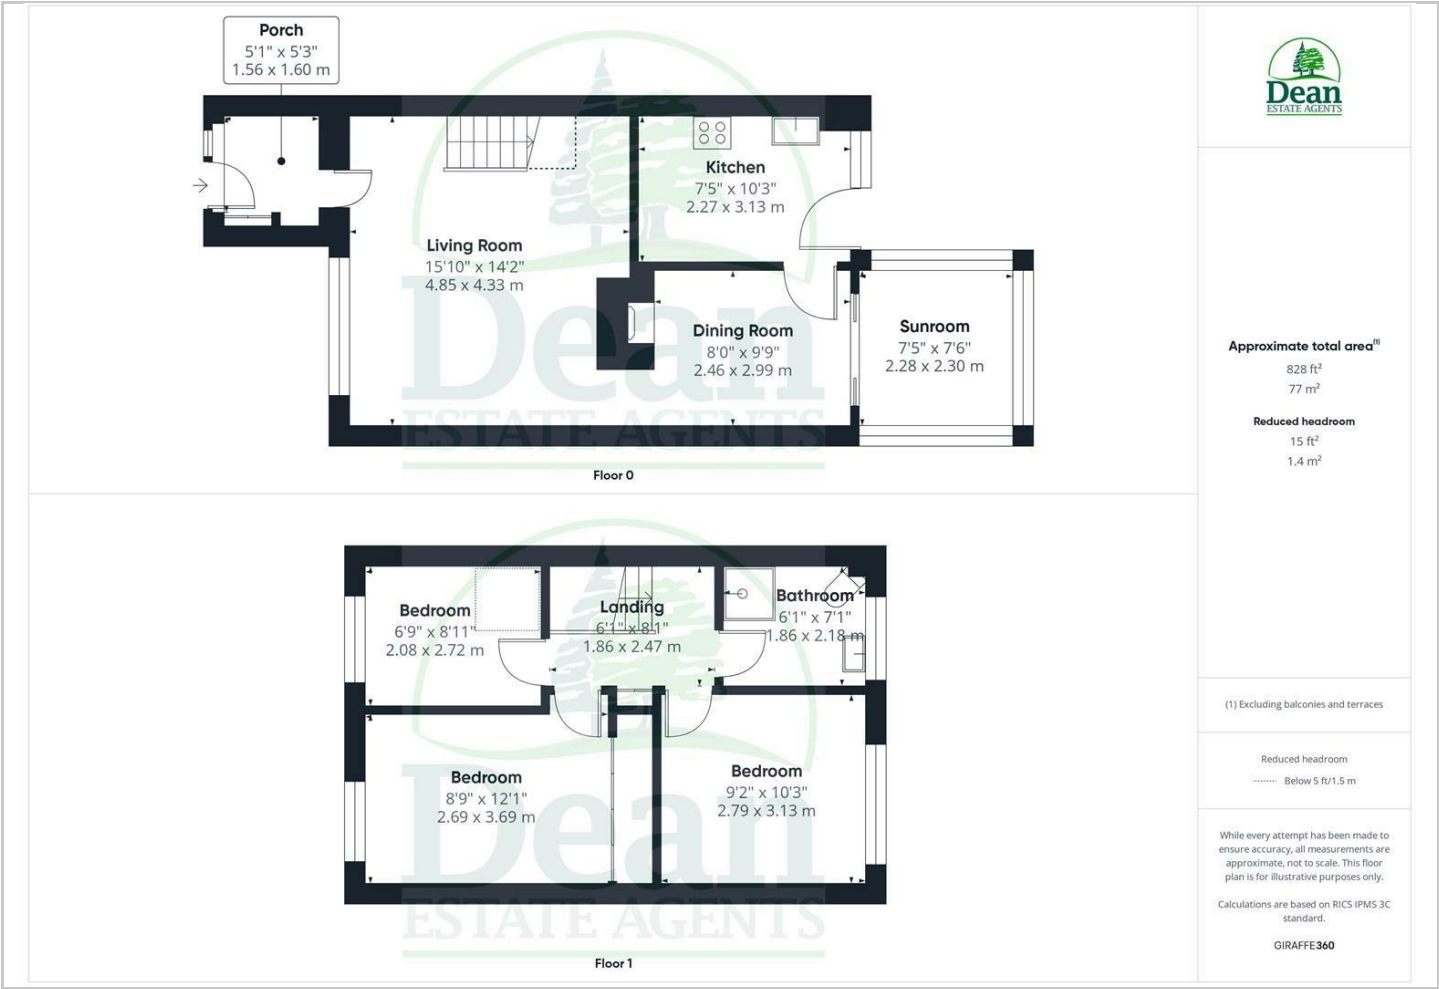 Porch
5'1" x 5'3"
1.56 x 1.60 m
Living Room
15'10" x 14'2"
4.85 x 4.33 m
Kitchen
7'5" x 10'3"
2.27 x 3.13 m
Dining Room
8'0" x 9'9"
2.46 x 2.99 m
Sunroom
7'5" x 7'6"
2.28 x 2.30 m
Dean
ESTATE AGENTS
Floor 0
Bedroom
6'9" x 8'11"
2.08 x 2.72 m
Landing
6'1" x 8'1"
1.86 x 2.47 m
Bathroom
6'1" x 7'1"
1.86 x 2.18 m
Bedroom
8'9" x 12'1"
2.69 x 3.69 m
Bedroom
9'2" x 10'3"
2.79 x 3.13 m
Dean
ESTATE AGENTS
Floor 1
Dean
ESTATE AGENTS
Approximate total area(1)
828 ft²
77 m²
Reduced headroom
15 ft²
1.4 m²
(1) Excluding balconies and terraces
Reduced headroom
Below 5 ft/1.5 m
While every attempt has been made to
ensure accuracy, all measurements are
approximate, not to scale. This floor
plan is for illustrative purposes only.
Calculations are based on RICS IPMS 3C
standard.
GIRAFFE360